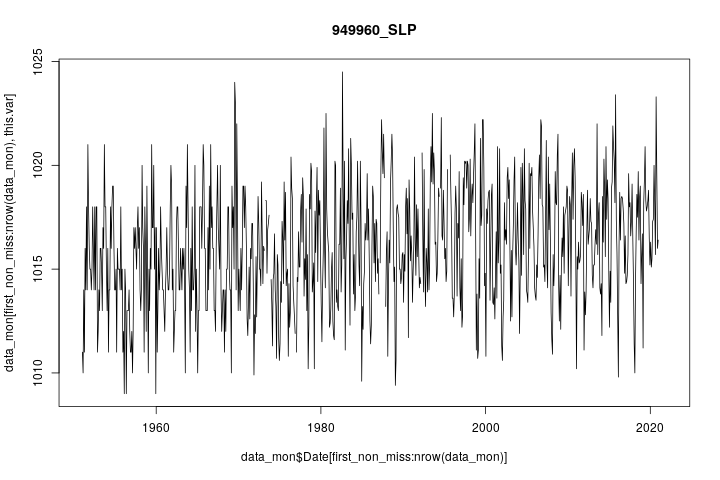 949960_SLP
data_mon[first_non_miss:nrow(data_mon), this.var]
1025
1020
1015
1010
1960
1980
2000
2020
data_mon$Date[first_non_miss:nrow(data_mon)]